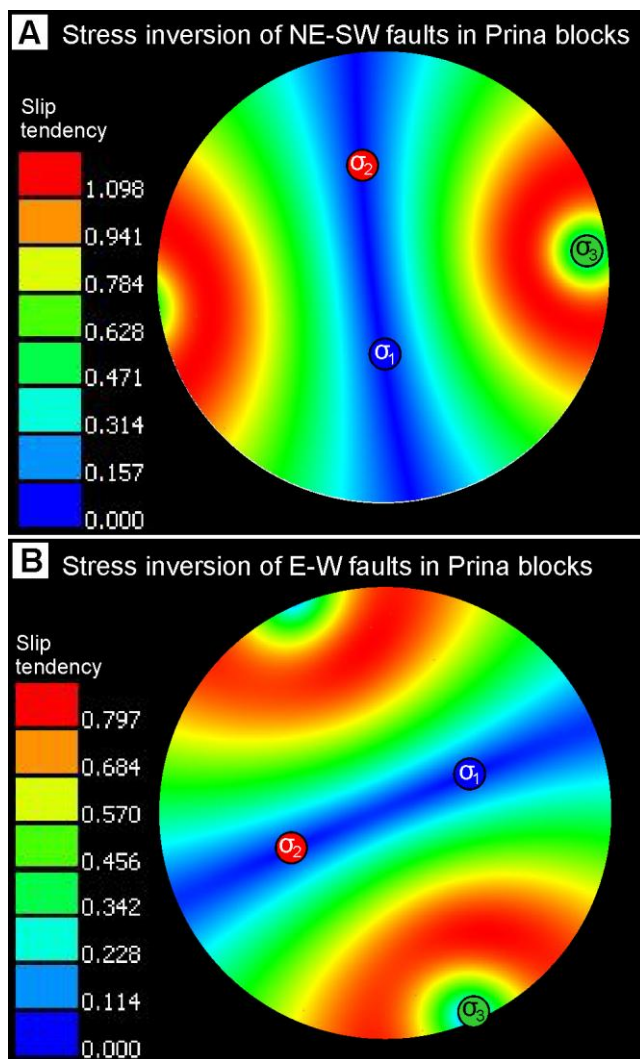 A Stress inversion of NE-SW faults in Prina blocks
Slip
tendency
1.098
0.941
0.784
0.628
0.471
0.314
0.157
0.000
σ2
σ3
σ1
B Stress inversion of E-W faults in Prina blocks
Slip
tendency
0.797
0.684
0.570
0.456
0.342
0.228
0.114
0.000
σ1
σ2
σ3